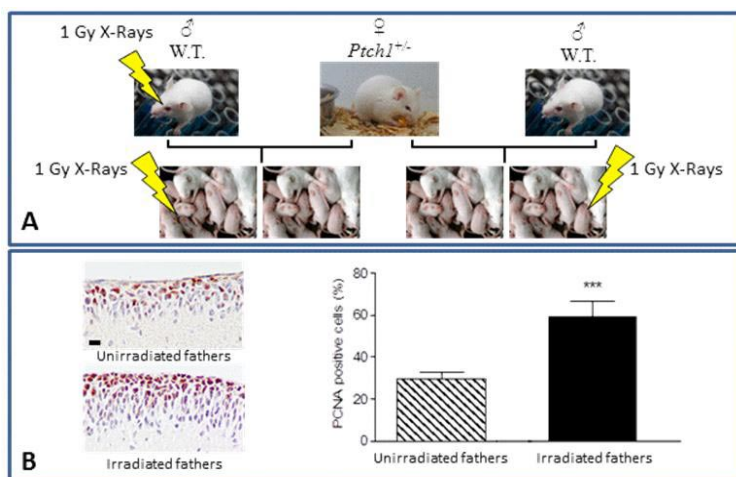 1 Gy X-Rays
♂
W.T.
♀
Ptch1+/-
♂
W.T.
1 Gy X-Rays
1 Gy X-Rays
A
Unirradiated fathers
Irradiated fathers
B
PCNA positive cells (%)
80
60
40
20
0
***
Unirradiated fathers
Irradiated fathers